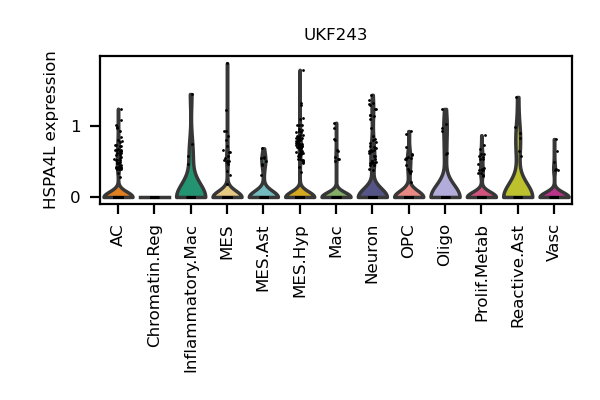 UKF243
HSPA4L expression
1
0
AC
Chromatin.Reg
Inflammatory.Mac
MES
MES.Ast
MES.Hyp
Mac
Neuron
OPC
Oligo
Prolif.Metab
Reactive.Ast
Vasc